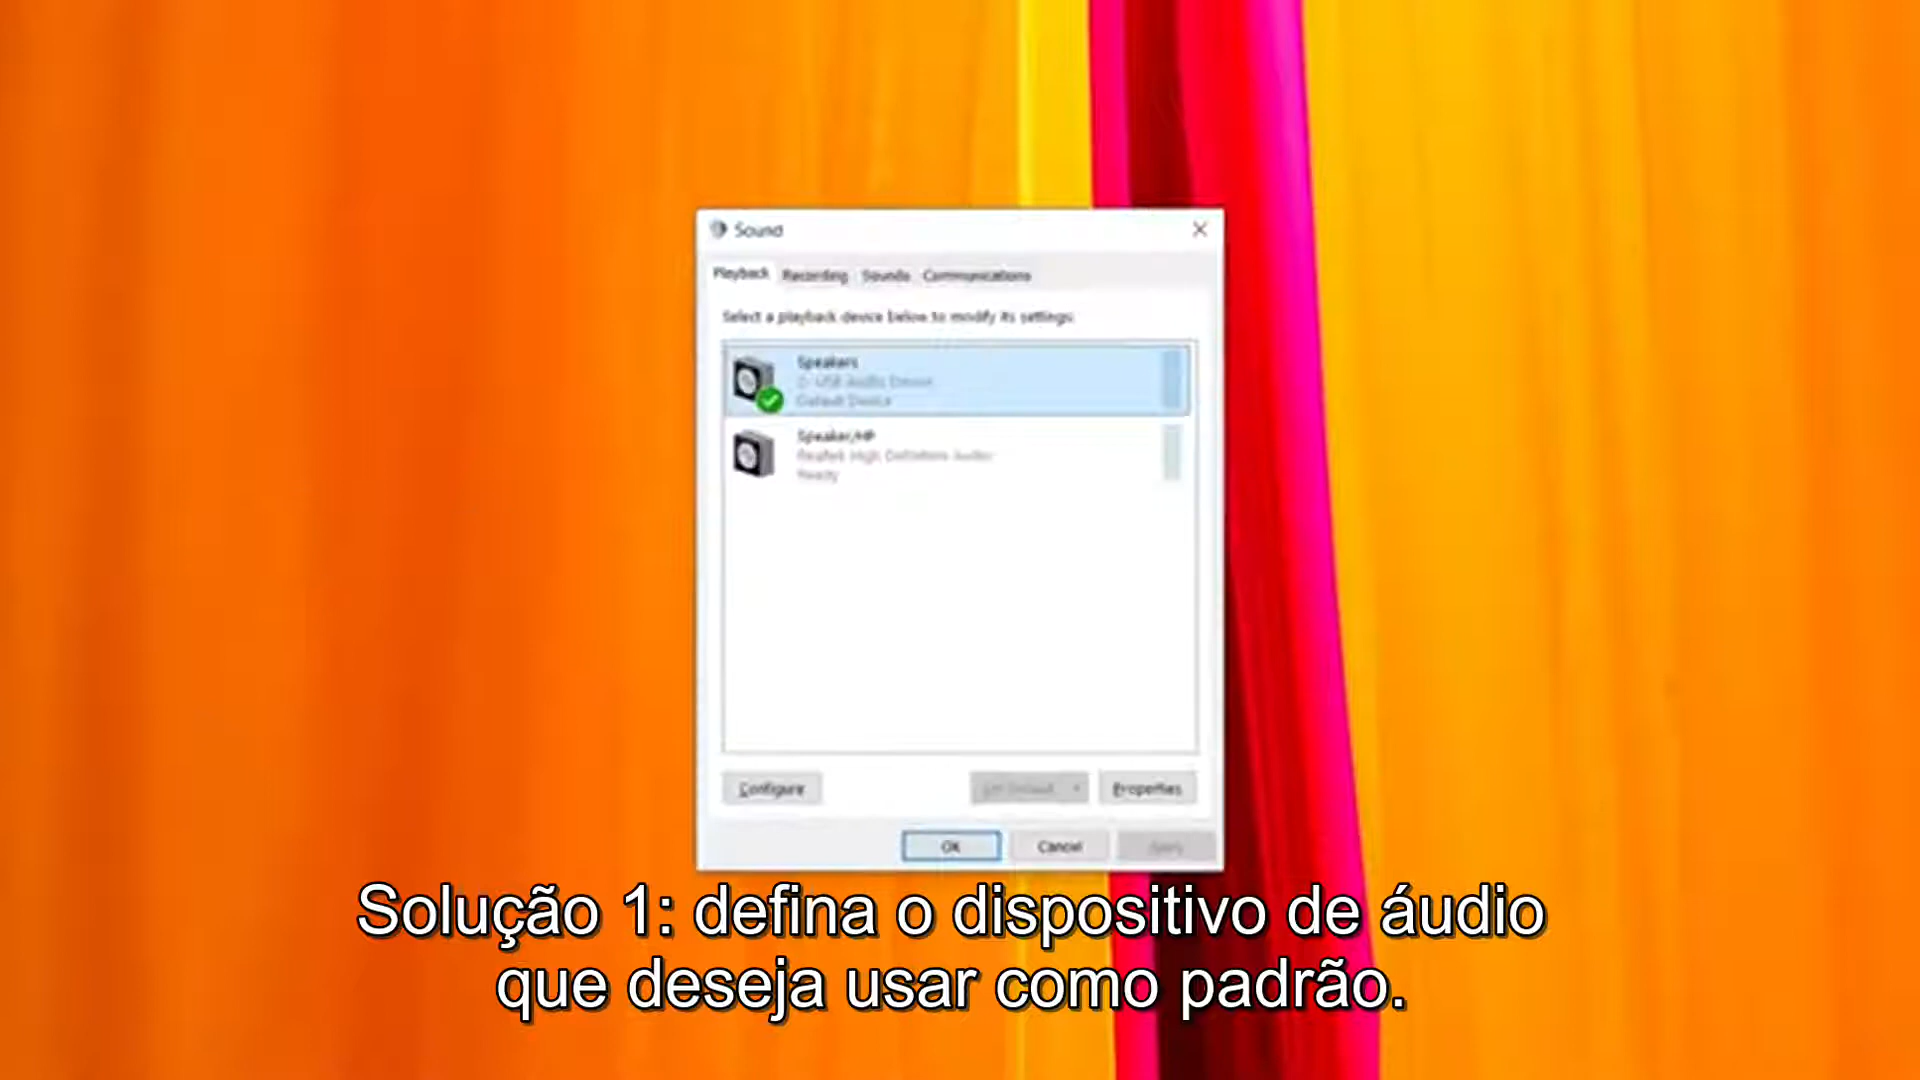 Sound
Playback Recording Sounds Communications
Select a playback device below to modify its settings:
Speakers
2- USB Audio Device
Default Device
Speaker/HP
Realtek High Definition Audio
Ready
Configure
Set Default
Properties
OK
Cancel
Apply
Solução 1: defina o dispositivo de áudio
que deseja usar como padrão.